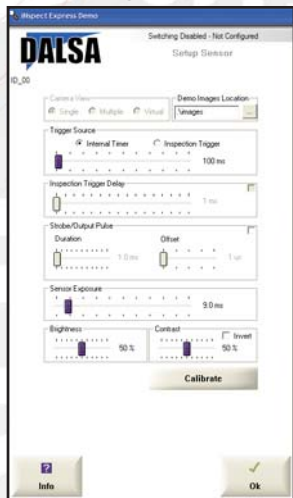 iNspect Express Demo
DALSA
Switching Disabled - Not Configured
Setup Sensor
ID_00
Camera View
Single Multiple Virtual
Demo Images Location
.\images ...
Trigger Source
Internal Timer Inspection Trigger
100 ms
Inspection Trigger Delay
1 ms
Strobe/Output Pulse
Duration Offset
1.0 ms 1 us
Sensor Exposure
9.0 ms
Brightness Contrast Invert
50 % 50 %
Calibrate
?
Info Ok